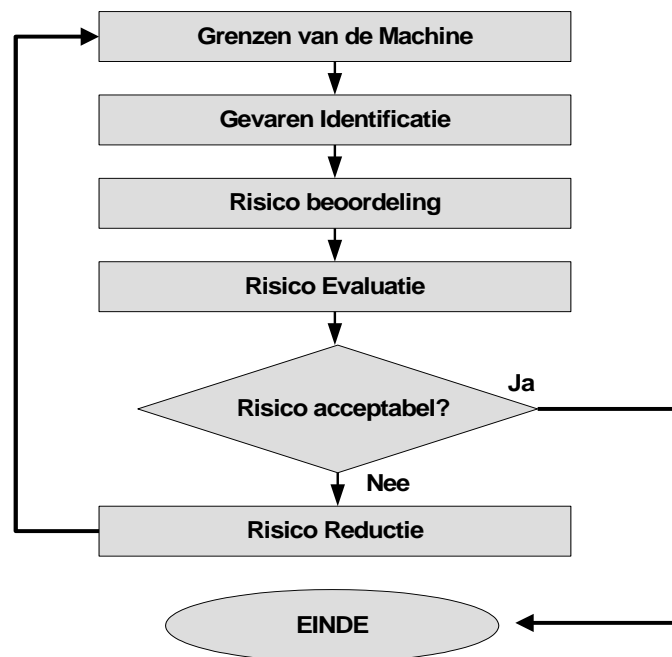 Grenzen van de Machine
Gevaren Identificatie
Risico beoordeling
Risico Evaluatie
Risico acceptabel?
Ja
Nee
Risico Reductie
EINDE